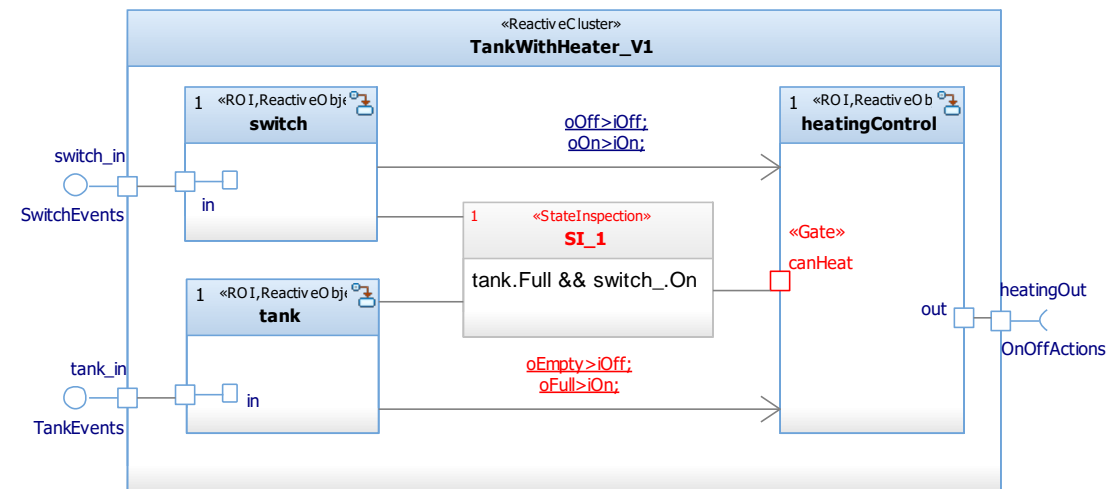 «ReactiveCluster»
TankWithHeater_V1
1 «ROI,ReactiveObje
switch
1 «ROI,ReactiveOb
heatingControl
oOff>iOff;
oOn>iOn;
switch_in
SwitchEvents
in
1 «StateInspection»
SI_1
tank.Full && switch_.On
«Gate»
canHeat
1 «ROI,ReactiveObje
tank
heatingOut
out
OnOffActions
oEmpty>iOff;
oFull>iOn;
tank_in
in
TankEvents